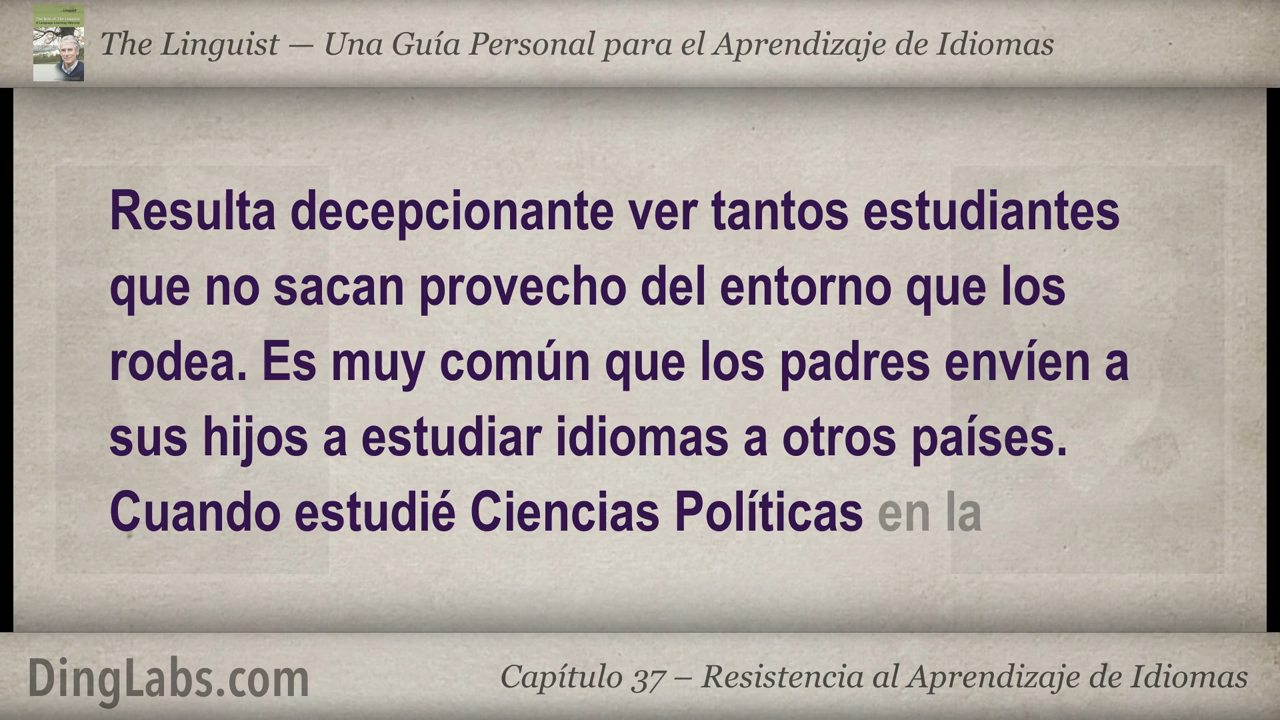 The Linguist — Una Guía Personal para el Aprendizaje de Idiomas
Resulta decepcionante ver tantos estudiantes
que no sacan provecho del entorno que los
rodea. Es muy común que los padres envíen a
sus hijos a estudiar idiomas a otros países.
Cuando estudié Ciencias Políticas en la
DingLabs.com
Capítulo 37 – Resistencia al Aprendizaje de Idiomas